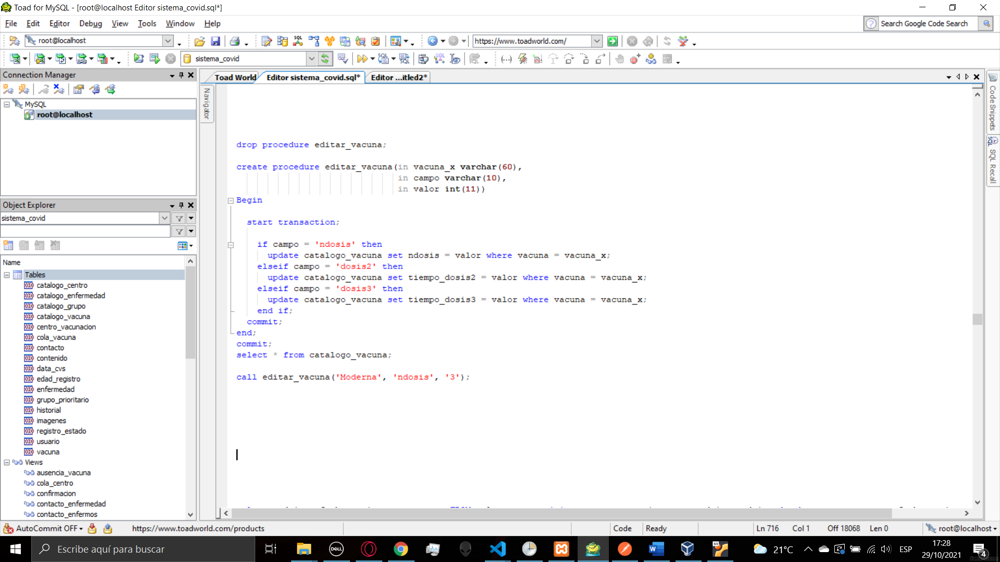 Toad for MySQL - [root@localhost Editor sistema_covid.sql*]
File Edit Editor Debug View Tools Window Help
Search Google Code Search
root@localhost
https://www.toadworld.com/
sistema_covid
Connection Manager
MySQL
root@localhost
Object Explorer
sistema_covid
Name
Tables
catalogo_centro
catalogo_enfermedad
catalogo_grupo
catalogo_vacuna
centro_vacunacion
cola_vacuna
contacto
contenido
data_cvs
edad_registro
enfermedad
grupo_prioritario
historial
imagenes
registro_estado
usuario
vacuna
Views
ausencia_vacuna
cola_centro
confirmacion
contacto_enfermedad
contacto_enfermos
Toad World Editor sistema_covid.sql* Editor ...itled2*
Navigator
drop procedure editar_vacuna;
create procedure editar_vacuna(in vacuna_x varchar(60),
in campo varchar(10),
in valor int(11))
Begin
start transaction;
if campo = 'ndosis' then
update catalogo_vacuna set ndosis = valor where vacuna = vacuna_x;
elseif campo = 'dosis2' then
update catalogo_vacuna set tiempo_dosis2 = valor where vacuna = vacuna_x;
elseif campo = 'dosis3' then
update catalogo_vacuna set tiempo_dosis3 = valor where vacuna = vacuna_x;
end if;
commit;
end;
commit;
select * from catalogo_vacuna;
call editar_vacuna('Moderna', 'ndosis', '3');
Code Snippets
SQL Recall
AutoCommit OFF https://www.toadworld.com/products Code Ready Ln 716 Col 1 Off 18068 Len 0 root@localhost
Escribe aquí para buscar
DELL
64
21°C
ESP
17:28
29/10/2021
4